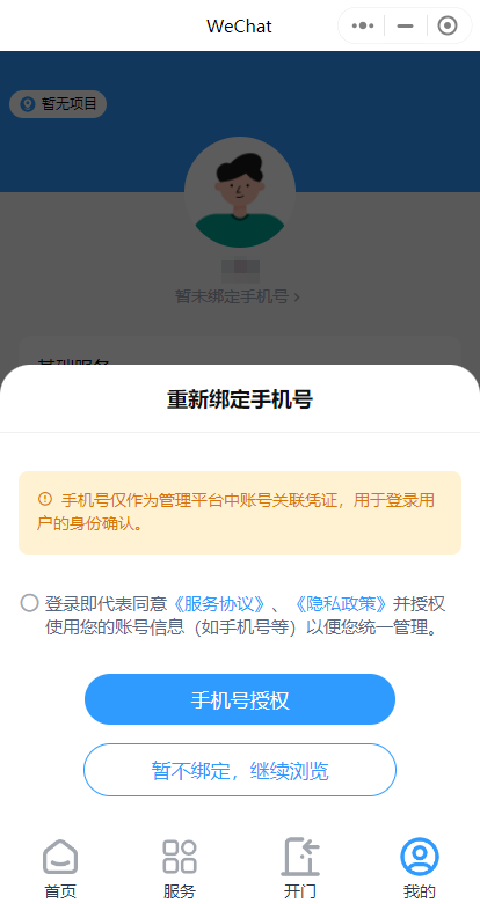 WeChat
暂无项目
暂未绑定手机号 ›
重新绑定手机号
手机号仅作为管理平台中账号关联凭证，用于登录用
户的身份确认。
登录即代表同意《服务协议》、《隐私政策》并授权
使用您的账号信息（如手机号等）以便您统一管理。
手机号授权
暂不绑定，继续浏览
首页 服务 开门 我的